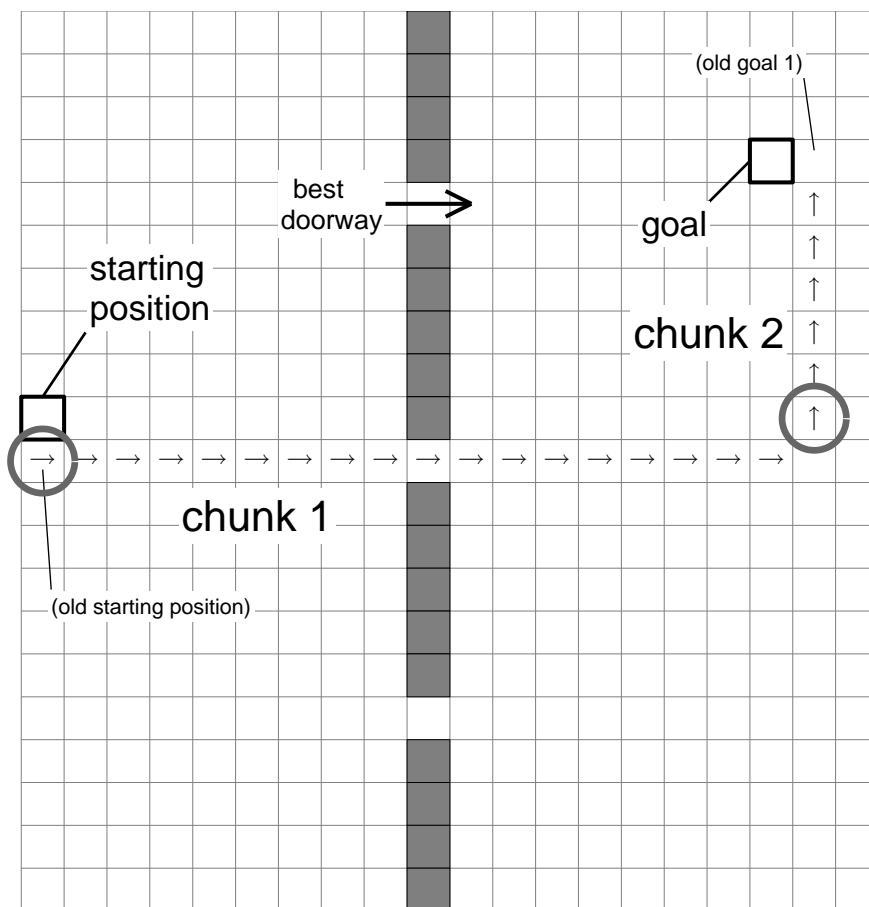 (old goal 1)
best
doorway
goal
starting
position
chunk 2
chunk 1
(old starting position)